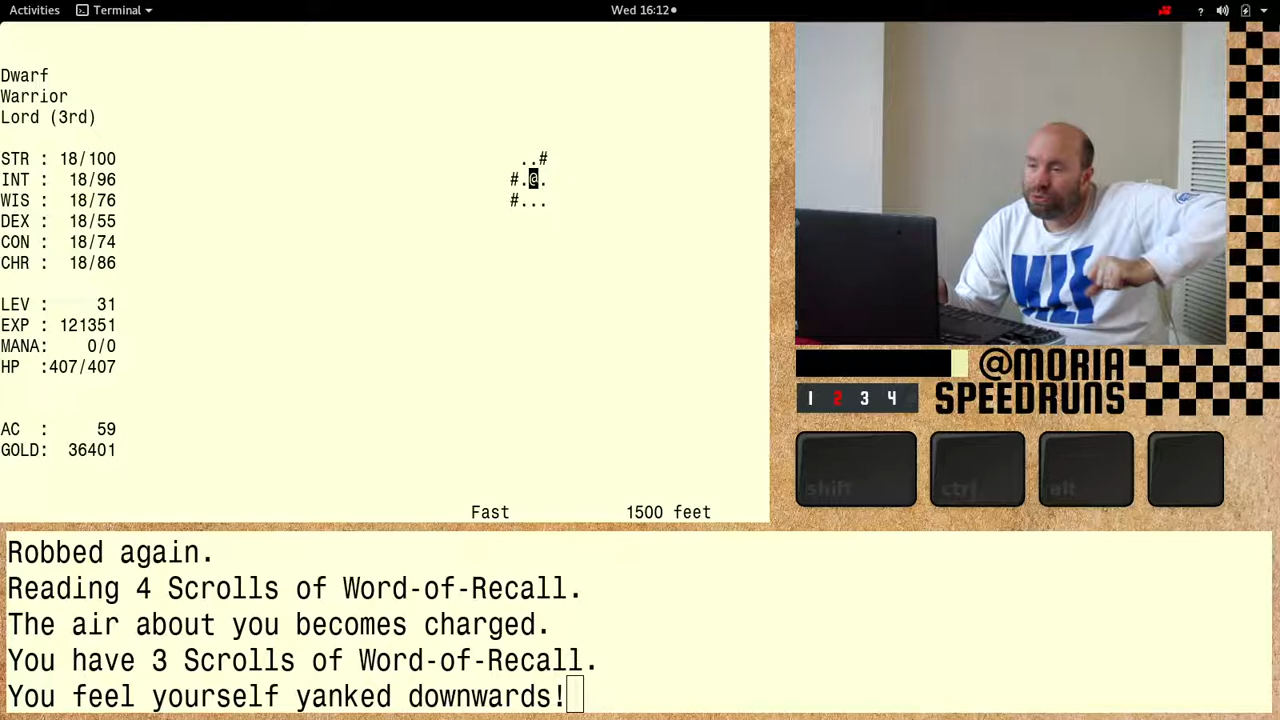 Activities Terminal Wed 16:12
Dwarf
Warrior
Lord (3rd)
..#
#.@.
#...
STR : 18/100
INT : 18/96
WIS : 18/76
DEX : 18/55
CON : 18/74
CHR : 18/86
LEV : 31
EXP : 121351
MANA: 0/0
HP :407/407
AC : 59
GOLD: 36401
Fast 1500 feet
@MORIA
SPEEDRUNS
1 2 3 4
shift ctrl alt
Robbed again.
Reading 4 Scrolls of Word-of-Recall.
The air about you becomes charged.
You have 3 Scrolls of Word-of-Recall.
You feel yourself yanked downwards!